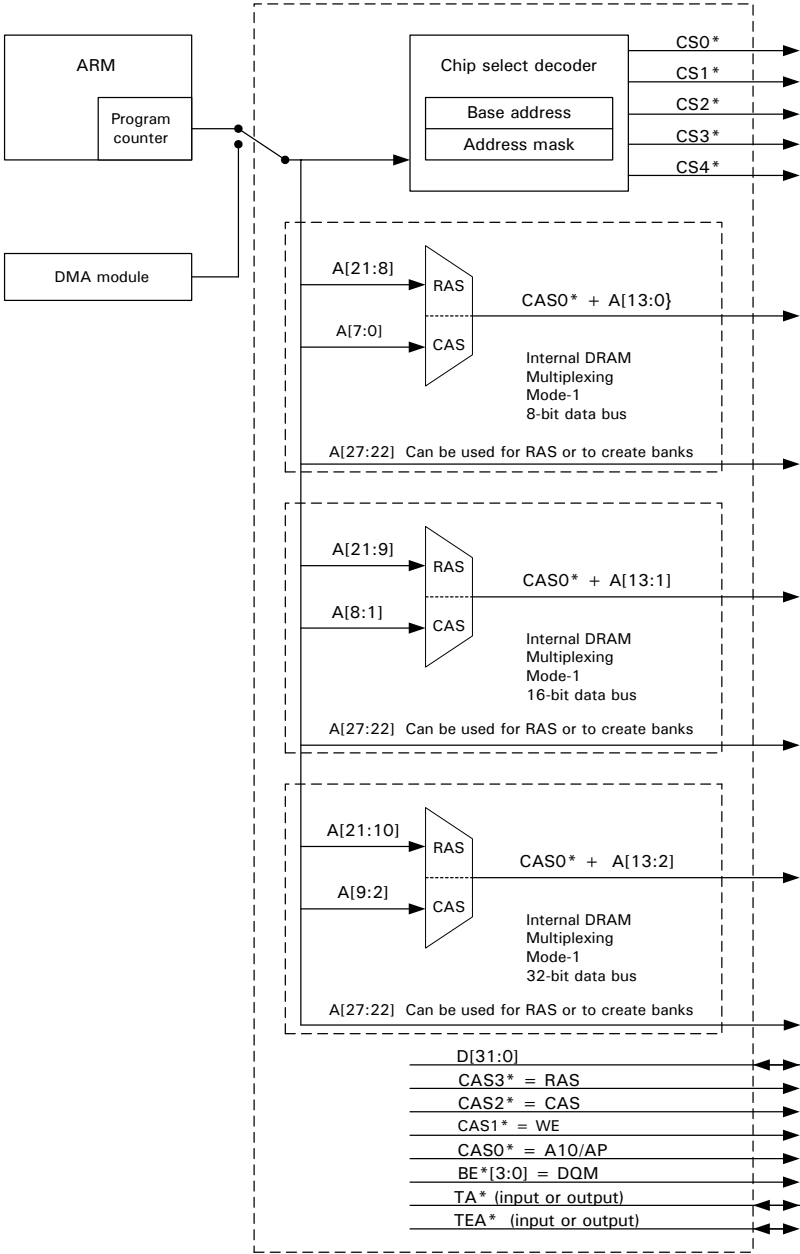 ARM
Program
counter
DMA module
Chip select decoder
Base address
Address mask
CS0*
CS1*
CS2*
CS3*
CS4*
A[21:8]
A[7:0]
RAS
CAS
CAS0* + A[13:0}
Internal DRAM
Multiplexing
Mode-1
8-bit data bus
A[27:22] Can be used for RAS or to create banks
A[21:9]
A[8:1]
RAS
CAS
CAS0* + A[13:1]
Internal DRAM
Multiplexing
Mode-1
16-bit data bus
A[27:22] Can be used for RAS or to create banks
A[21:10]
A[9:2]
RAS
CAS
CAS0* + A[13:2]
Internal DRAM
Multiplexing
Mode-1
32-bit data bus
A[27:22] Can be used for RAS or to create banks
D[31:0]
CAS3* = RAS
CAS2* = CAS
CAS1* = WE
CAS0* = A10/AP
BE*[3:0] = DQM
TA* (input or output)
TEA* (input or output)